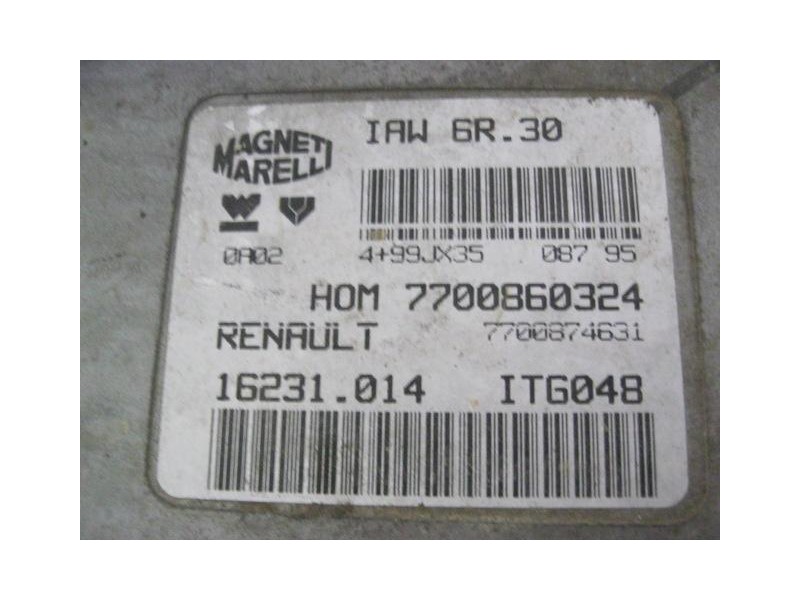 MAGNETI MARELLI
IAW 6R.30
0A02 4+99JX35 087 95
HOM 7700860324
RENAULT 7700874631
16231.014 ITG048